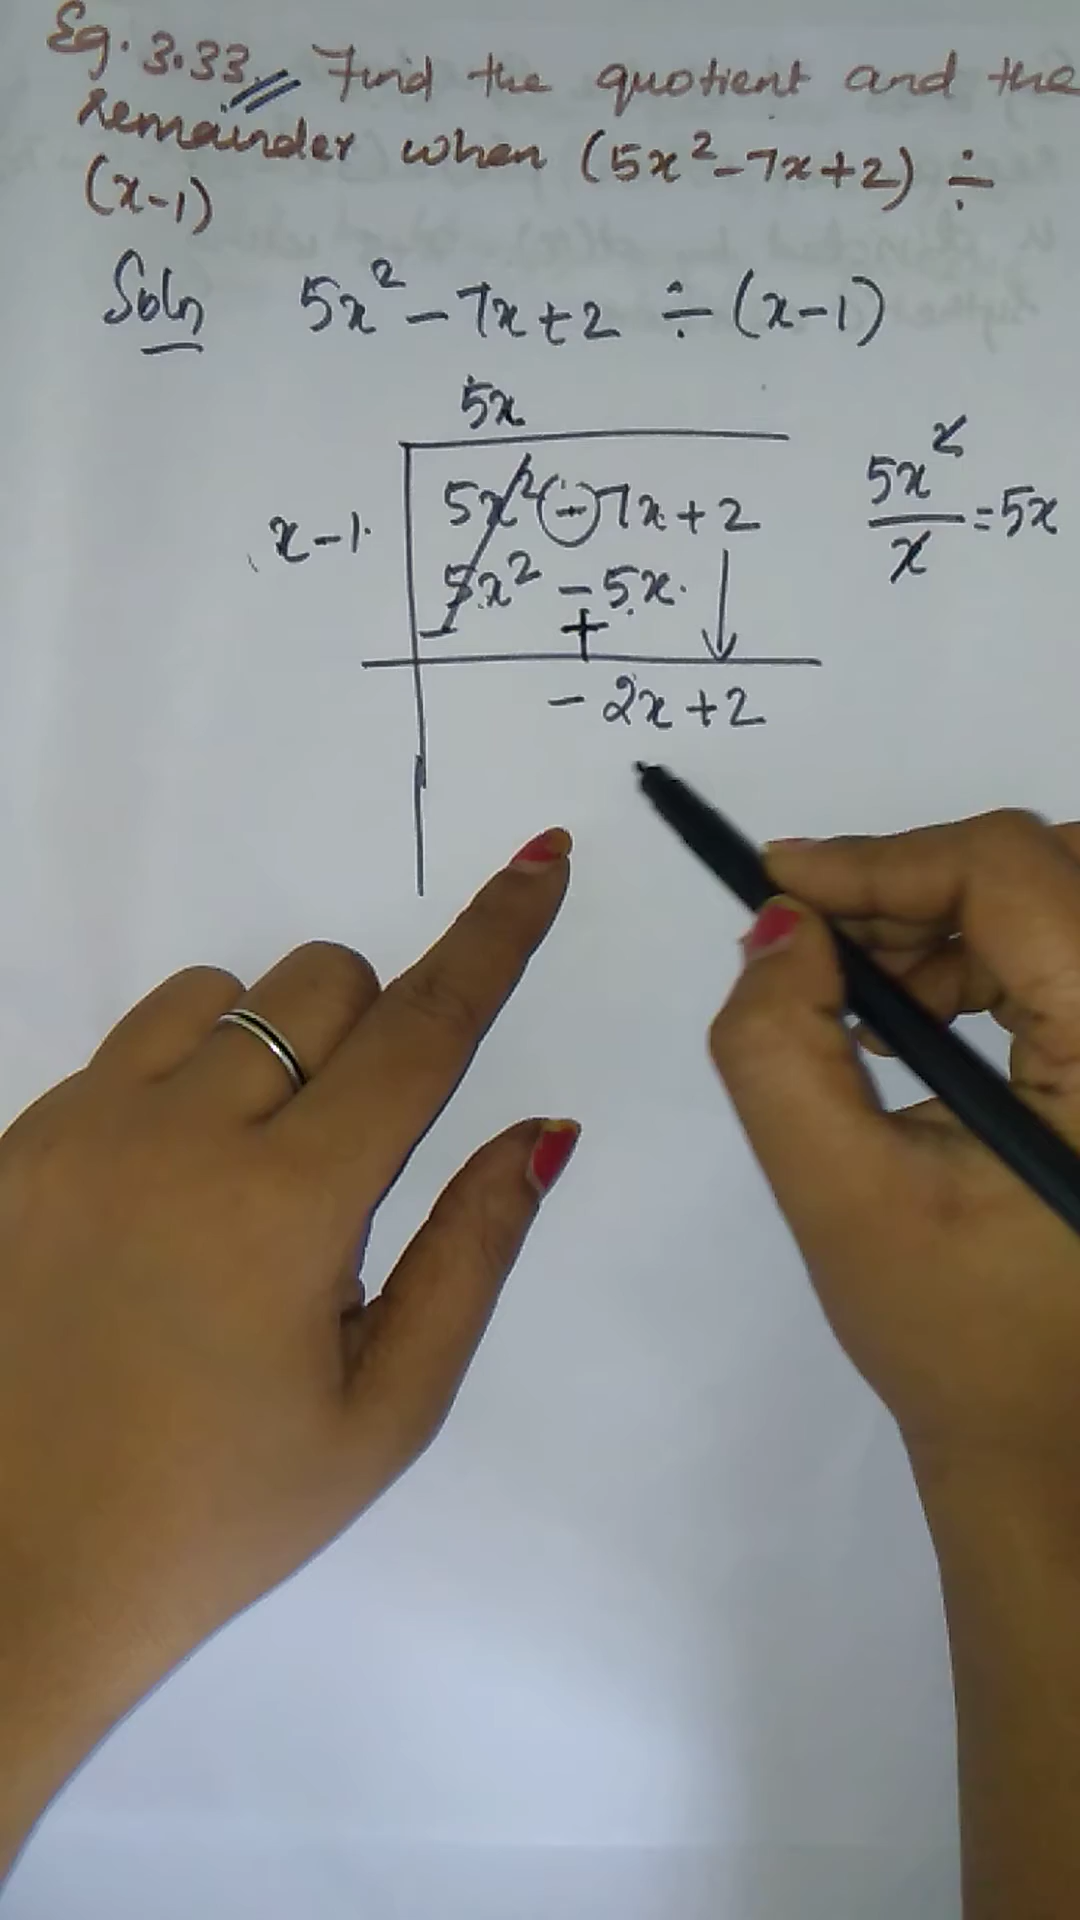 Eg. 3.33 Find the quotient and the
remainder when (5x² - 7x + 2) ÷
(x-1)
Soln 5x² - 7x + 2 ÷ (x-1)
5x
x-1 5x² - 7x + 2
5x² - 5x
- +
- 2x + 2
5x²/x = 5x